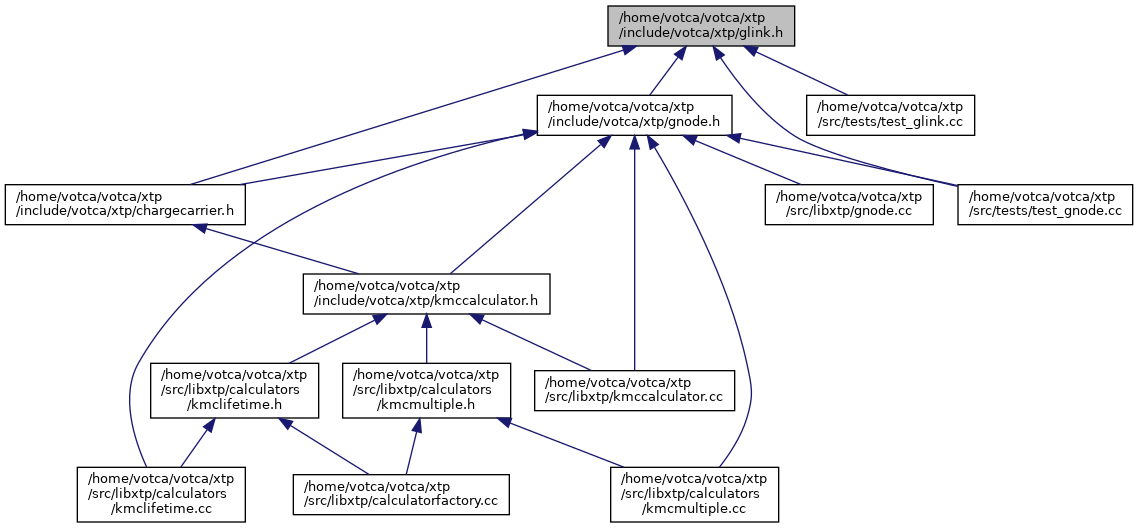 /home/votca/votca/xtp
/include/votca/xtp/glink.h
/home/votca/votca/xtp
/include/votca/xtp/gnode.h
/home/votca/votca/xtp
/src/tests/test_glink.cc
/home/votca/votca/xtp
/include/votca/xtp/chargecarrier.h
/home/votca/votca/xtp
/src/libxtp/gnode.cc
/home/votca/votca/xtp
/src/tests/test_gnode.cc
/home/votca/votca/xtp
/include/votca/xtp/kmccalculator.h
/home/votca/votca/xtp
/src/libxtp/calculators
/kmclifetime.h
/home/votca/votca/xtp
/src/libxtp/calculators
/kmcmultiple.h
/home/votca/votca/xtp
/src/libxtp/kmccalculator.cc
/home/votca/votca/xtp
/src/libxtp/calculators
/kmclifetime.cc
/home/votca/votca/xtp
/src/libxtp/calculatorfactory.cc
/home/votca/votca/xtp
/src/libxtp/calculators
/kmcmultiple.cc